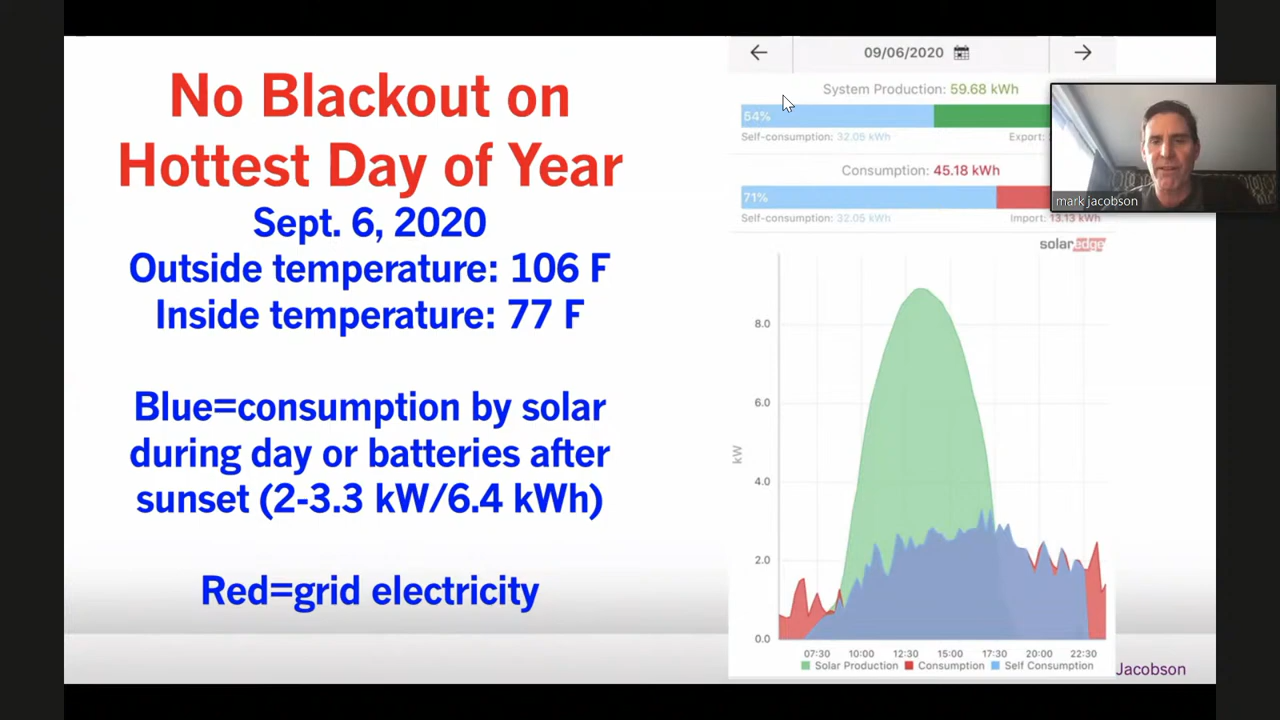 No Blackout on
Hottest Day of Year
Sept. 6, 2020
Outside temperature: 106 F
Inside temperature: 77 F
Blue=consumption by solar
during day or batteries after
sunset (2-3.3 kW/6.4 kWh)
Red=grid electricity
09/06/2020
System Production: 59.68 kWh
54%
Self-consumption: 32.05 kWh
Export:
Consumption: 45.18 kWh
71%
Self-consumption: 32.05 kWh
Import: 13.13 kWh
solaredge
mark jacobson
kW
8.0
6.0
4.0
2.0
0.0
07:30 10:00 12:30 15:00 17:30 20:00 22:30
Solar Production Consumption Self Consumption
Jacobson